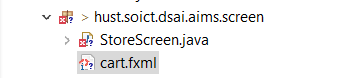 > hust.soict.dsai.aims.screen
> StoreScreen.java
cart.fxml